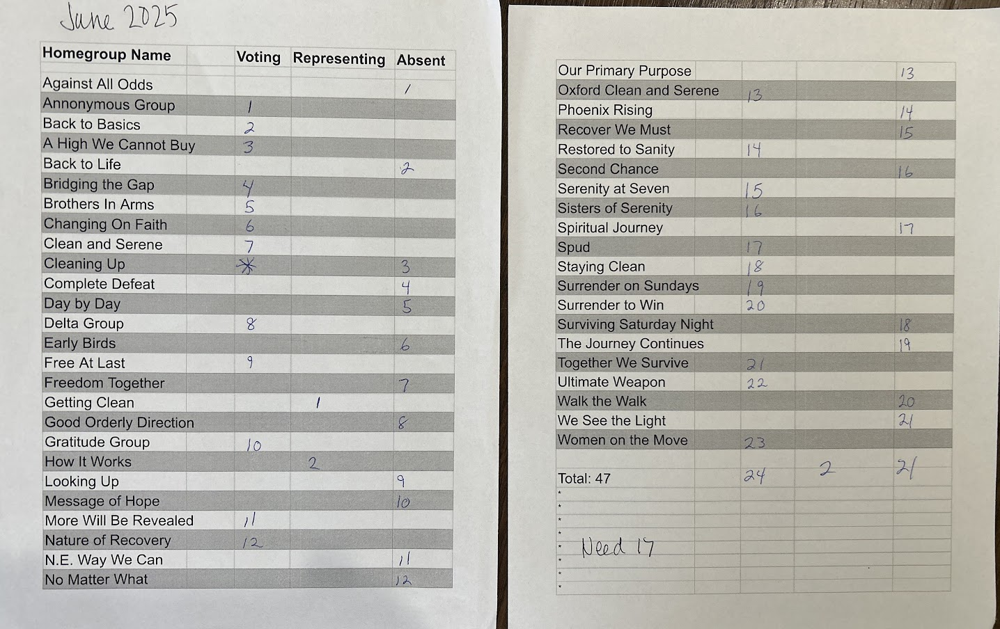 June 2025
Homegroup Name Voting Representing Absent
Against All Odds 1
Annonymous Group 1
Back to Basics 2
A High We Cannot Buy 3
Back to Life 2
Bridging the Gap 4
Brothers In Arms 5
Changing On Faith 6
Clean and Serene 7
Cleaning Up * 3
Complete Defeat 4
Day by Day 5
Delta Group 8
Early Birds 6
Free At Last 9
Freedom Together 7
Getting Clean 1
Good Orderly Direction 8
Gratitude Group 10
How It Works 2
Looking Up 9
Message of Hope 10
More Will Be Revealed 11
Nature of Recovery 12
N.E. Way We Can 11
No Matter What 12
Our Primary Purpose 13
Oxford Clean and Serene 13
Phoenix Rising 14
Recover We Must 15
Restored to Sanity 14
Second Chance 16
Serenity at Seven 15
Sisters of Serenity 16
Spiritual Journey 17
Spud 17
Staying Clean 18
Surrender on Sundays 19
Surrender to Win 20
Surviving Saturday Night 18
The Journey Continues 19
Together We Survive 21
Ultimate Weapon 22
Walk the Walk 20
We See the Light 21
Women on the Move 23
Total: 47 24 2 21
*
*
*
*
* Need 17
*
*
*